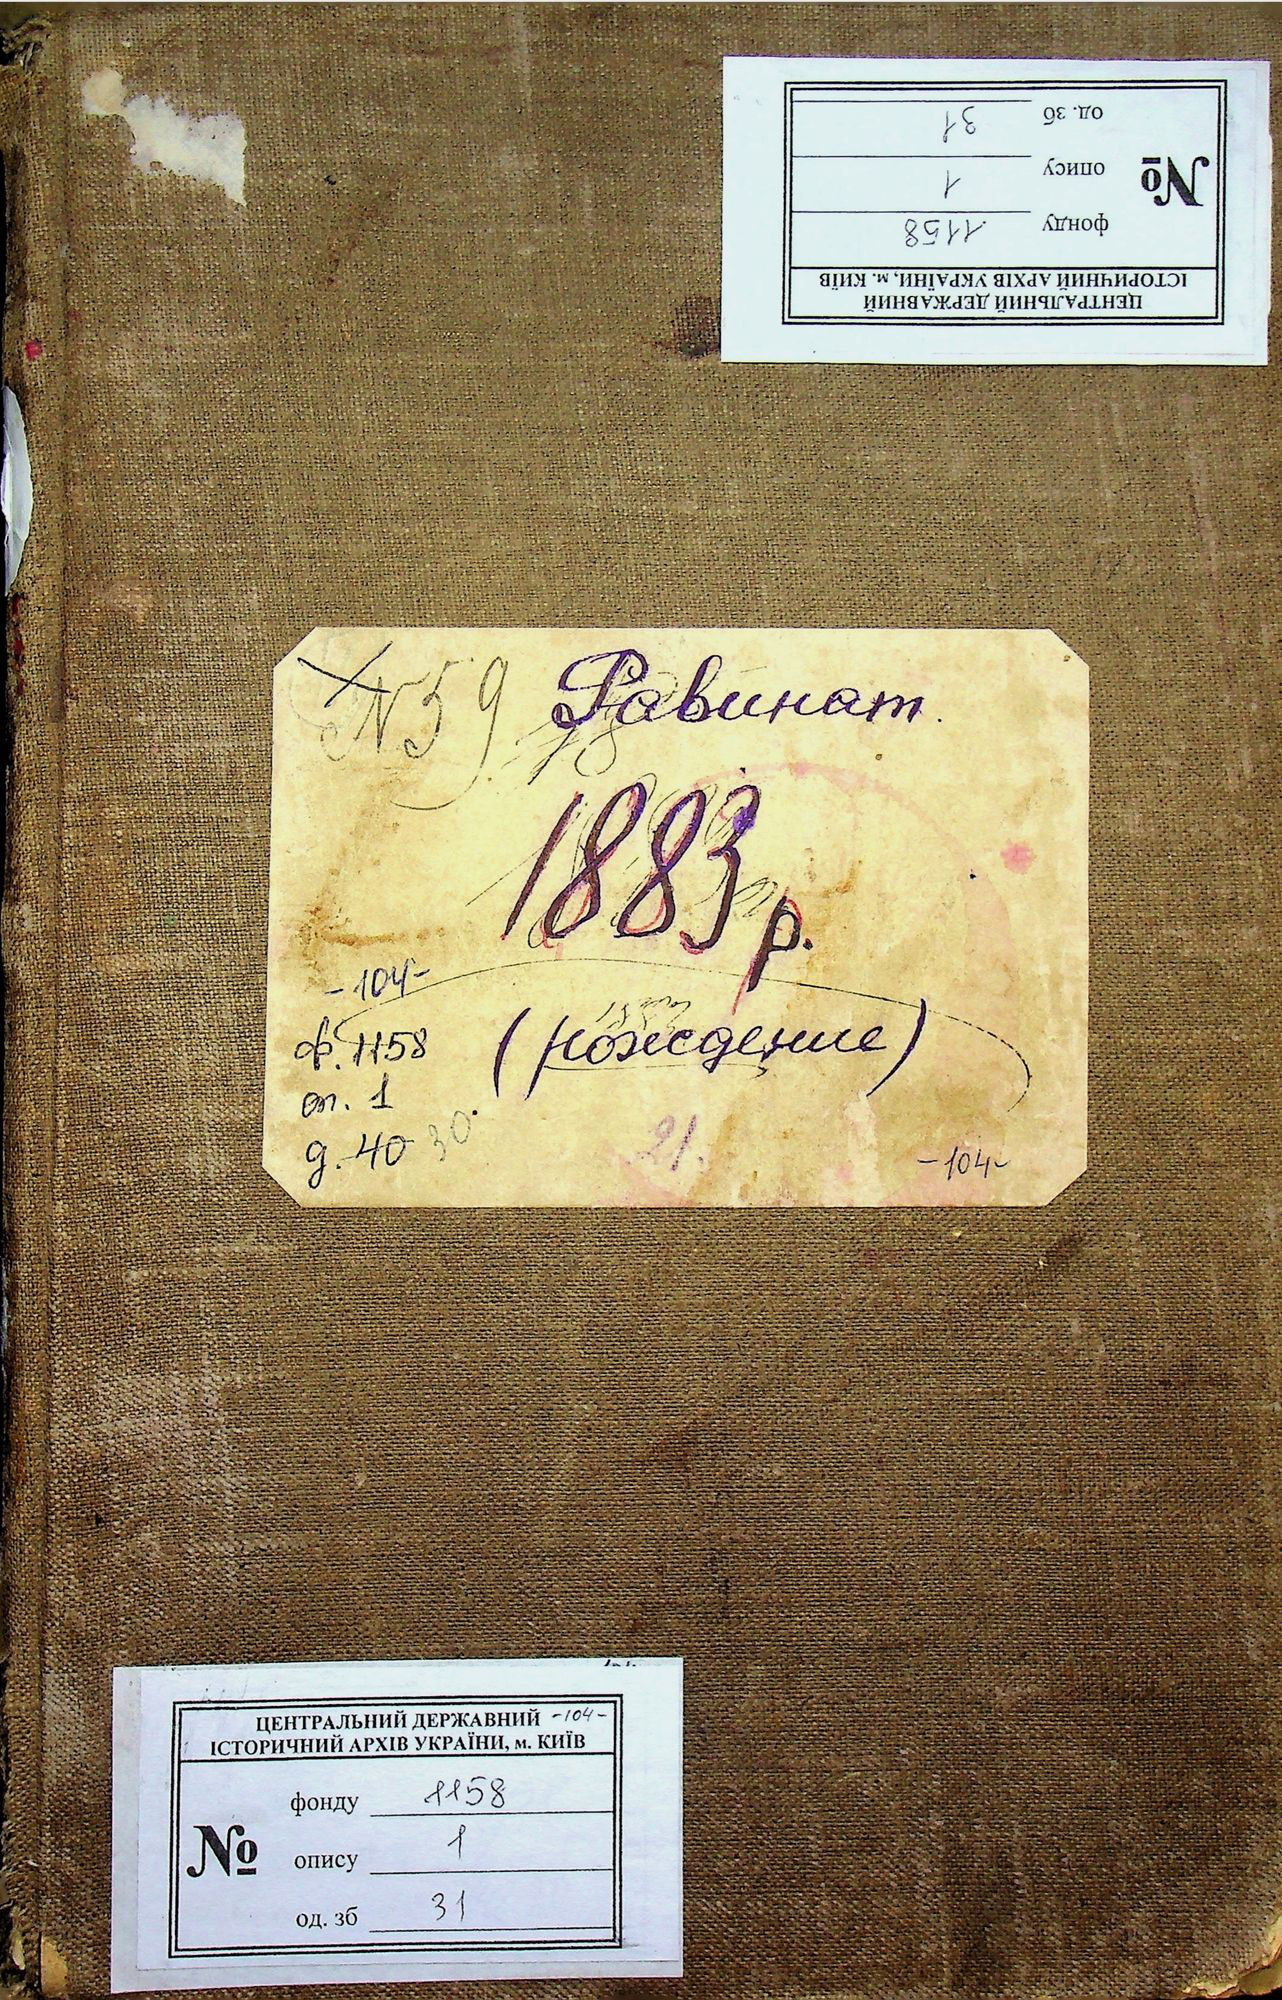 од. зб 31
опису 1
№
фонду 1158
ЦЕНТРАЛЬНИЙ ДЕРЖАВНИЙ
ІСТОРИЧНИЙ АРХІВ УКРАЇНИ, м. КИЇВ
N59 Равинат
1883 р.
-104-
ф. 1158
(рождение)
оп. 1
д. 40 30
21.
-104-
ЦЕНТРАЛЬНИЙ ДЕРЖАВНИЙ -104-
ІСТОРИЧНИЙ АРХІВ УКРАЇНИ, м. КИЇВ
фонду 1158
№
опису 1
од. зб 31